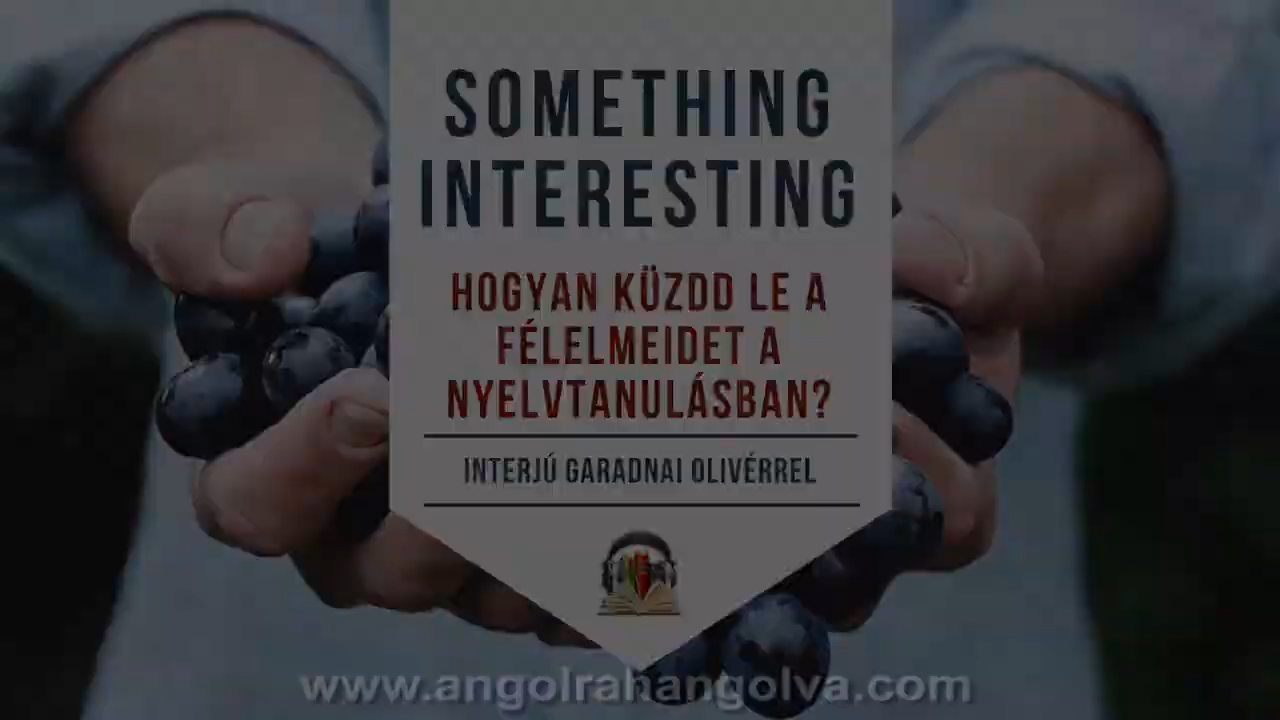 SOMETHING
INTERESTING
HOGYAN KÜZDD LE A
FÉLELMEIDET A
NYELVTANULÁSBAN?
INTERJÚ GARADNAI OLIVÉRREL
www.angolrahangolva.com